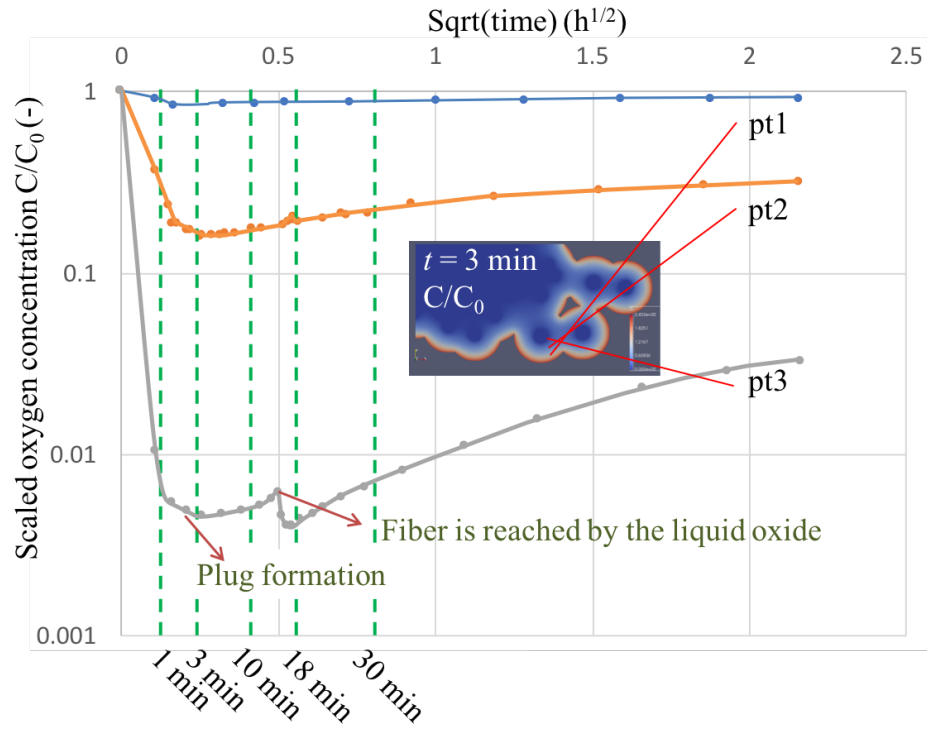 Sqrt(time) (h1/2)
0 0.5 1 1.5 2 2.5
Scaled oxygen concentration C/C0 (-)
1
0.1
0.01
0.001
pt1
pt2
pt3
t = 3 min
C/C0
Fiber is reached by the liquid oxide
Plug formation
1 min
3 min
10 min
18 min
30 min